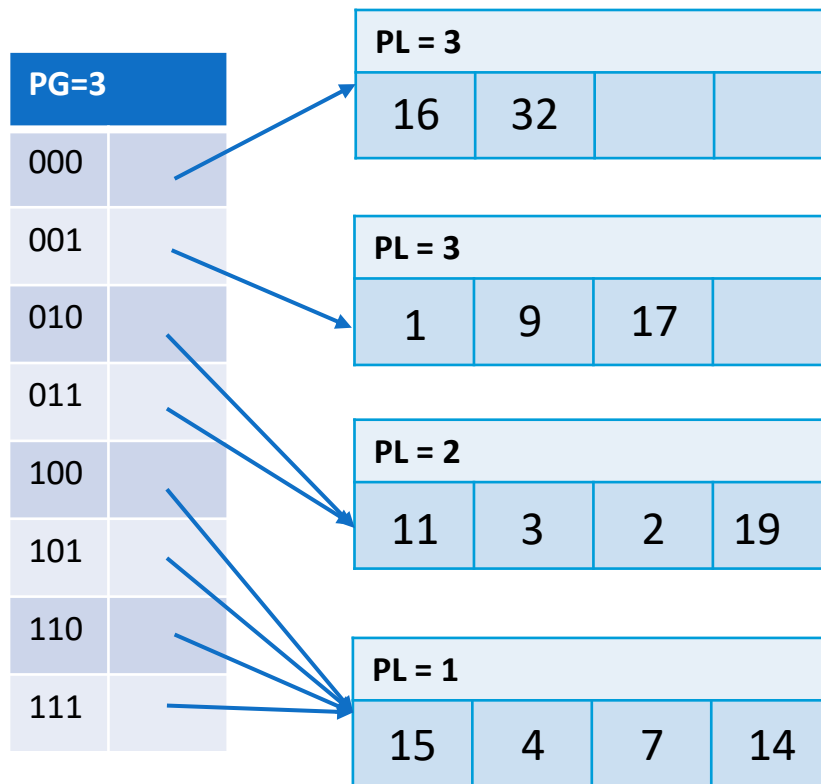 PG=3
000
001
010
011
100
101
110
111
PL = 3
16 32
PL = 3
1 9 17
PL = 2
11 3 2 19
PL = 1
15 4 7 14